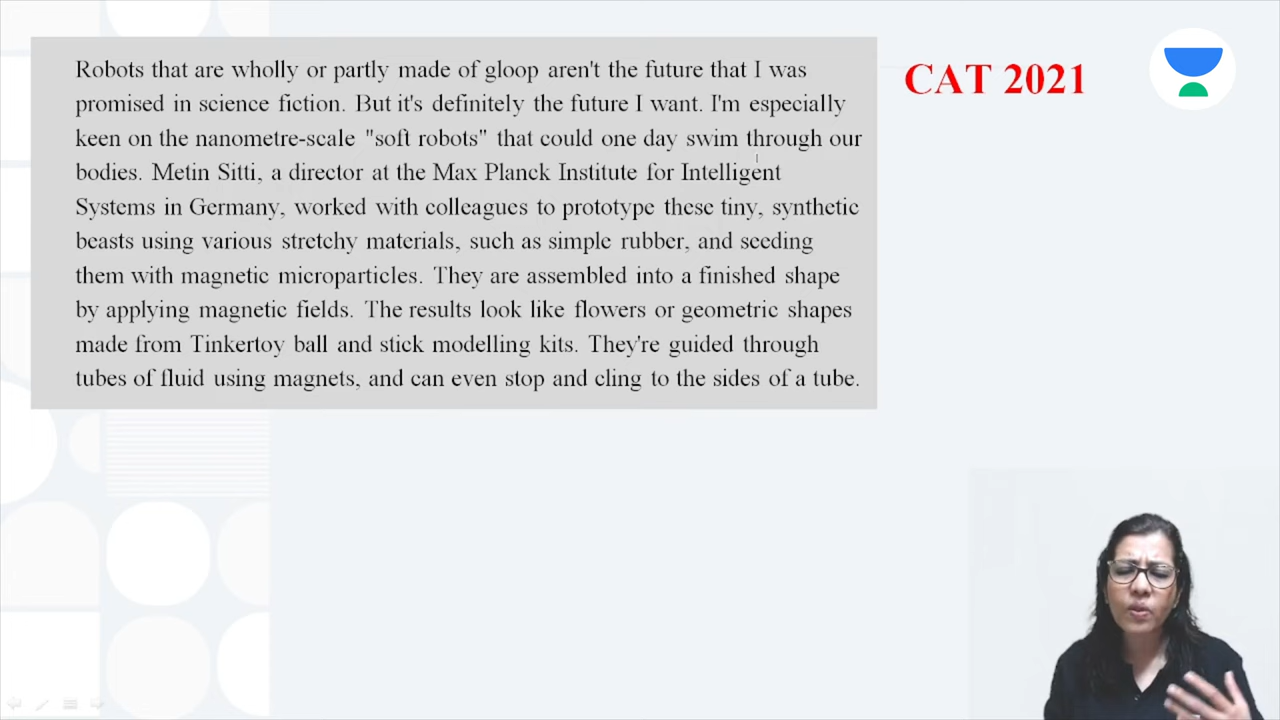 Robots that are wholly or partly made of gloop aren't the future that I was
promised in science fiction. But it's definitely the future I want. I'm especially
keen on the nanometre-scale "soft robots" that could one day swim through our
bodies. Metin Sitti, a director at the Max Planck Institute for Intelligent
Systems in Germany, worked with colleagues to prototype these tiny, synthetic
beasts using various stretchy materials, such as simple rubber, and seeding
them with magnetic microparticles. They are assembled into a finished shape
by applying magnetic fields. The results look like flowers or geometric shapes
made from Tinkertoy ball and stick modelling kits. They're guided through
tubes of fluid using magnets, and can even stop and cling to the sides of a tube.
CAT 2021